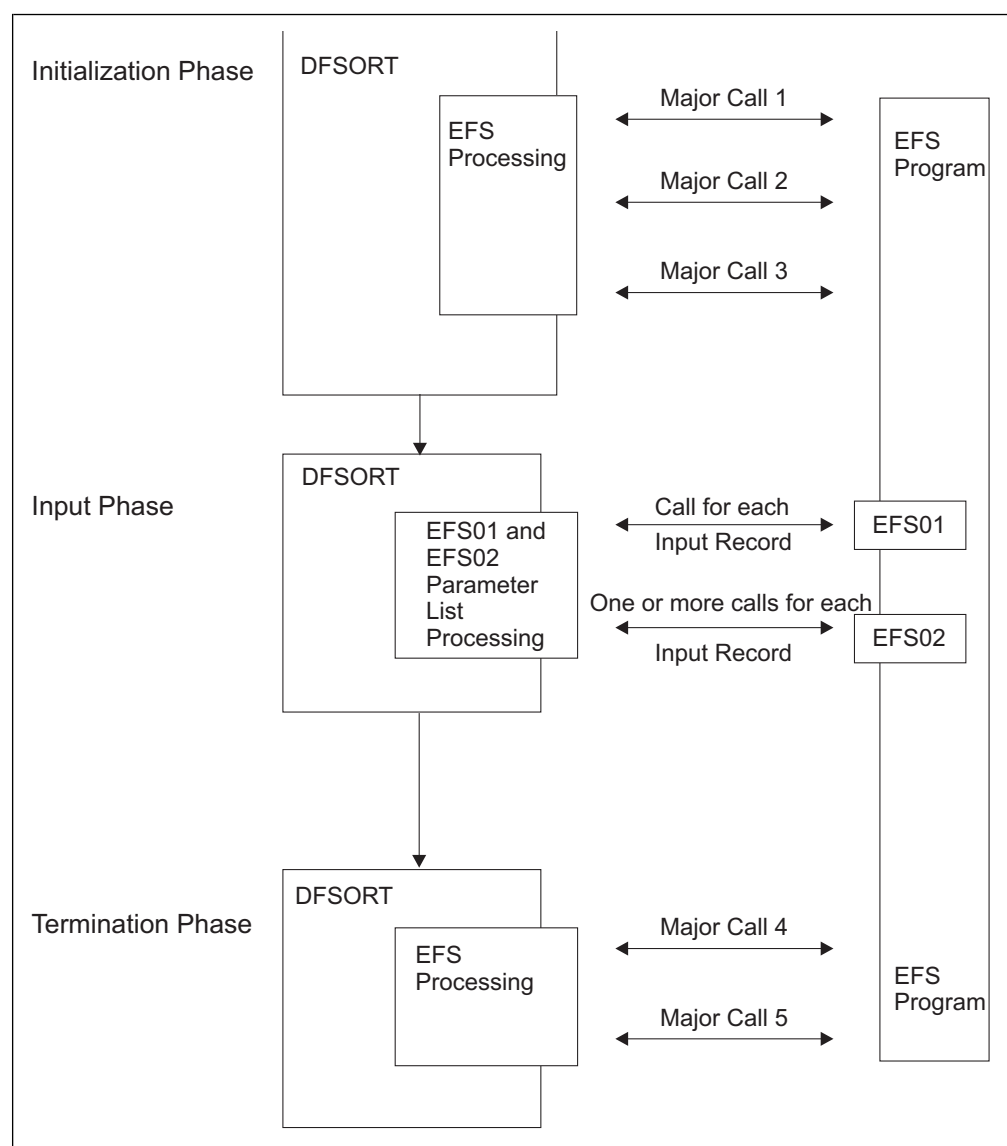 Initialization Phase
DFSORT
EFS
Processing
Major Call 1
Major Call 2
Major Call 3
EFS
Program
Input Phase
DFSORT
EFS01 and
EFS02
Parameter
List
Processing
Call for each
Input Record
EFS01
One or more calls for each
Input Record
EFS02
Termination Phase
DFSORT
EFS
Processing
Major Call 4
Major Call 5
EFS
Program